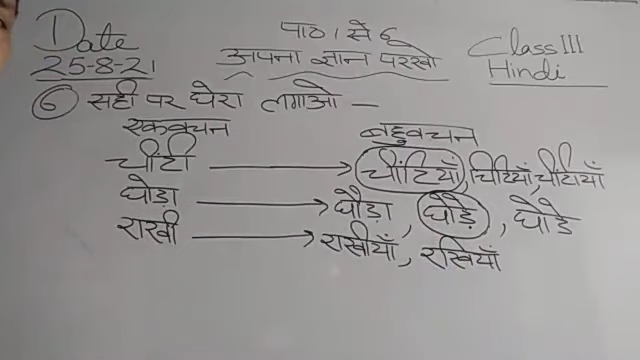 Date
25-8-21
पाठ 1 से 6
अपना ज्ञान परखो
Class III
Hindi
6 सही पर घेरा लगाओ —
एकवचन बहुवचन
चींटी → चींटियाँ, चिटियाँ, चीटीयाँ
घोड़ा → घौड़ा, घोड़े, घोडे
राखी → राखीयाँ, रखियाँ